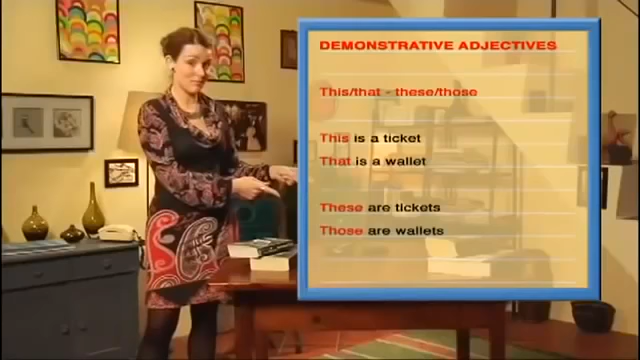 DEMONSTRATIVE ADJECTIVES
This/that - these/those
This is a ticket
That is a wallet
These are tickets
Those are wallets